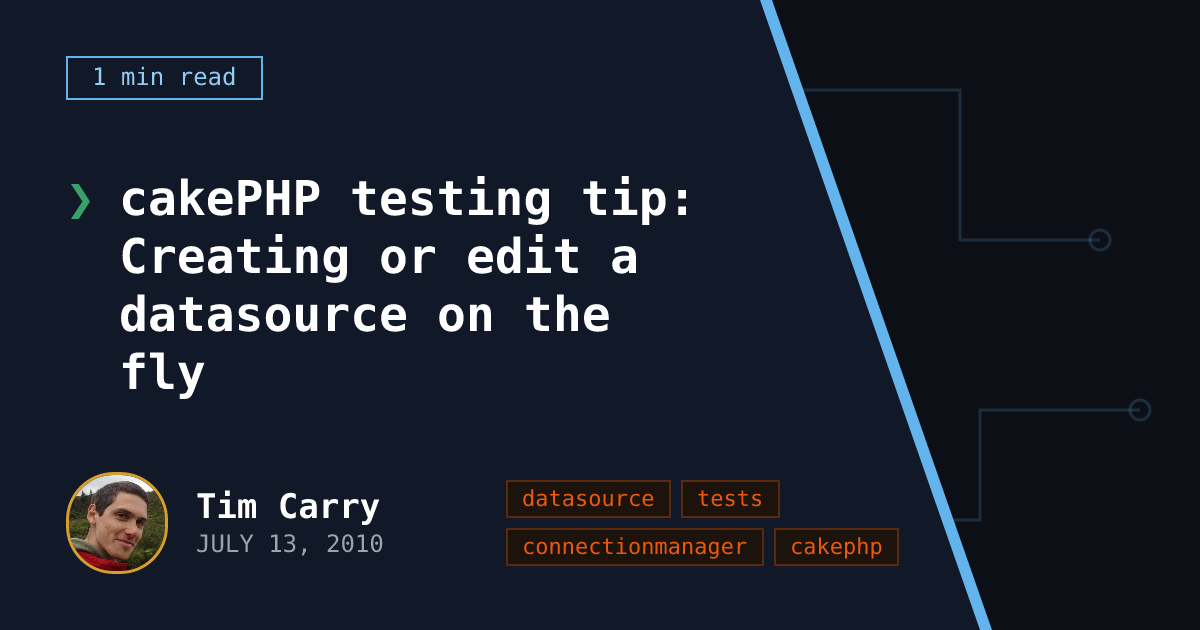 1 min read
❯ cakePHP testing tip:
Creating or edit a
datasource on the
fly
Tim Carry
JULY 13, 2010
datasource tests
connectionmanager cakephp